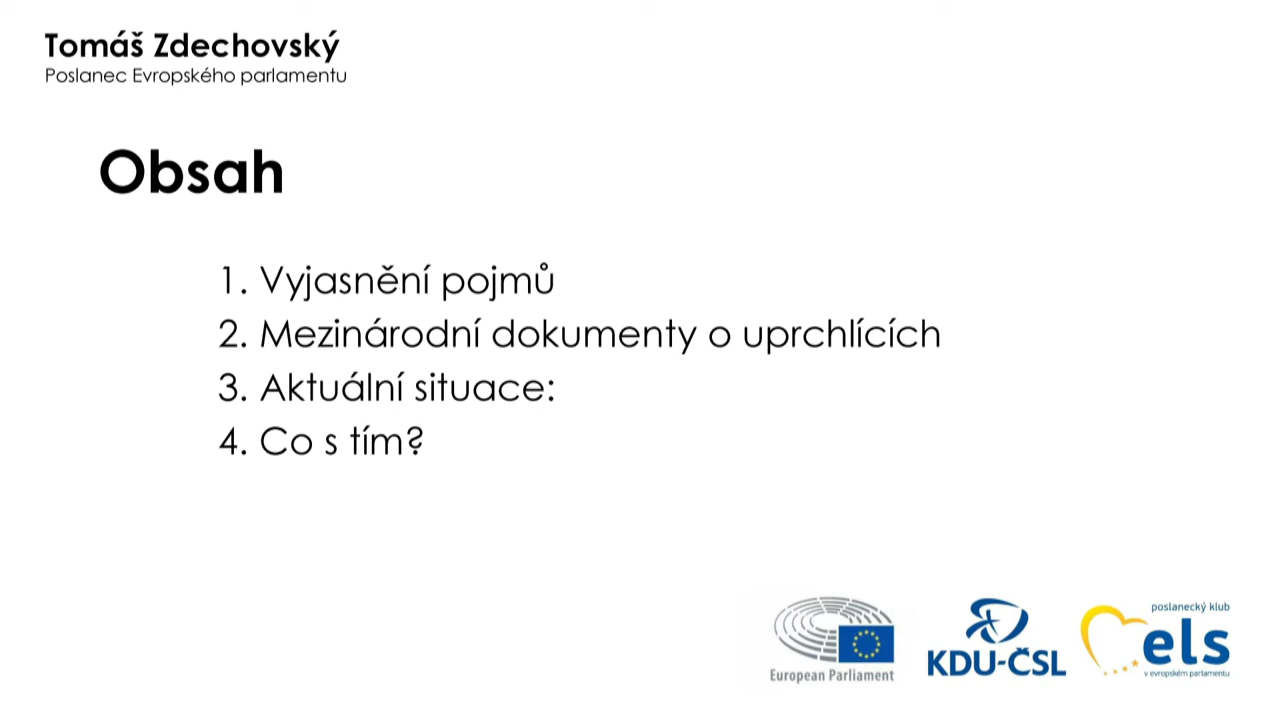 Tomáš Zdechovský
Poslanec Evropského parlamentu
Obsah
1. Vyjasnění pojmů
2. Mezinárodní dokumenty o uprchlících
3. Aktuální situace:
4. Co s tím?
European Parliament
KDU-ČSL
poslanecký klub
els
v evropském parlamentu